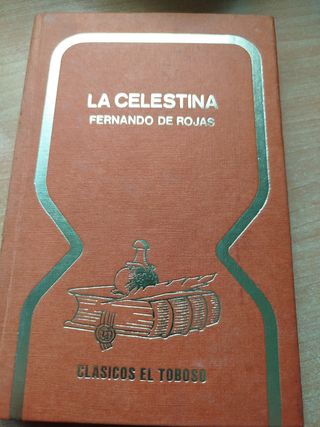 LA CELESTINA
FERNANDO DE ROJAS
CLASICOS EL TOBOSO